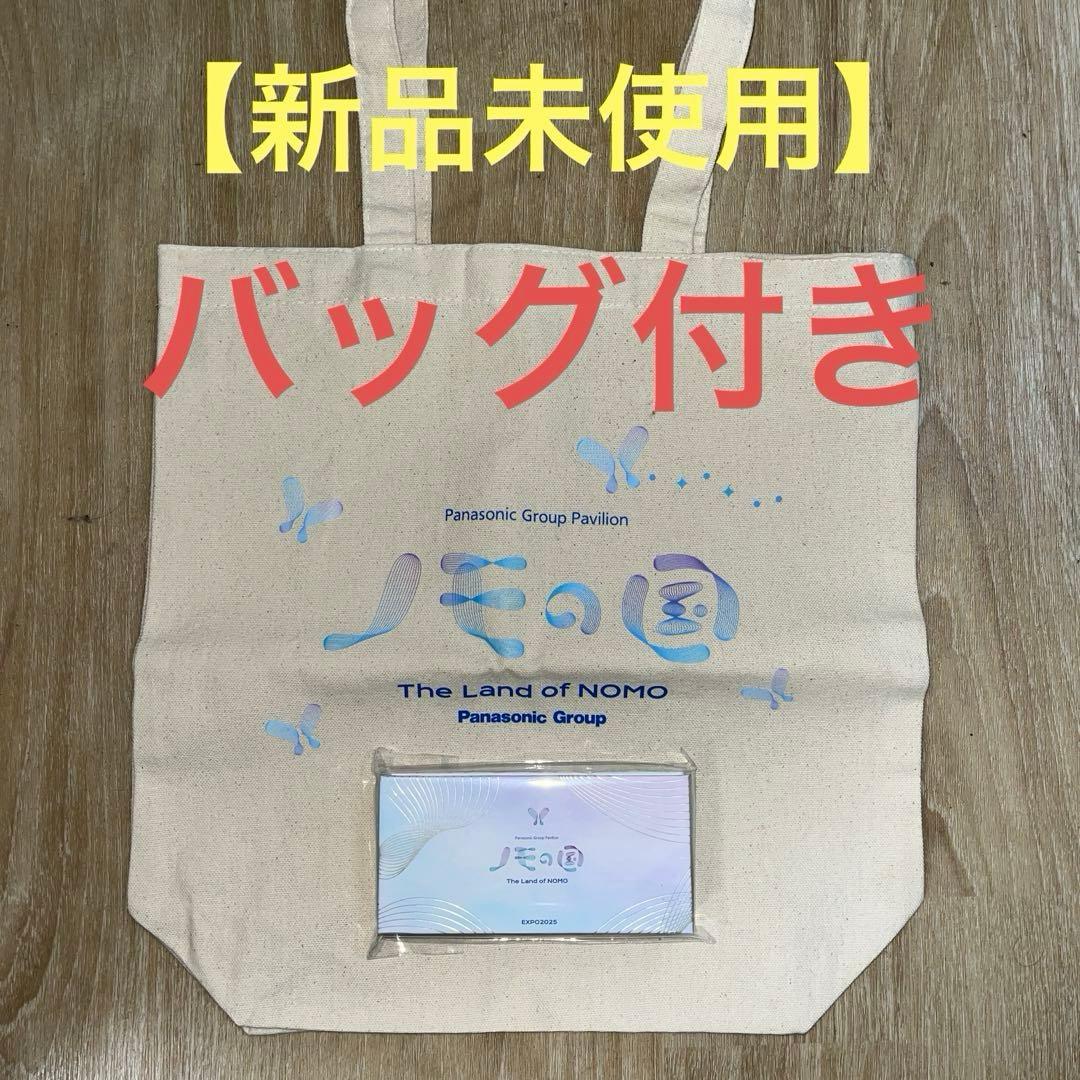 【新品未使用】
バッグ付き
Panasonic Group Pavilion
ノモの国
The Land of NOMO
Panasonic Group
Panasonic Group Pavilion
ノモの国
The Land of NOMO
EXPO2025